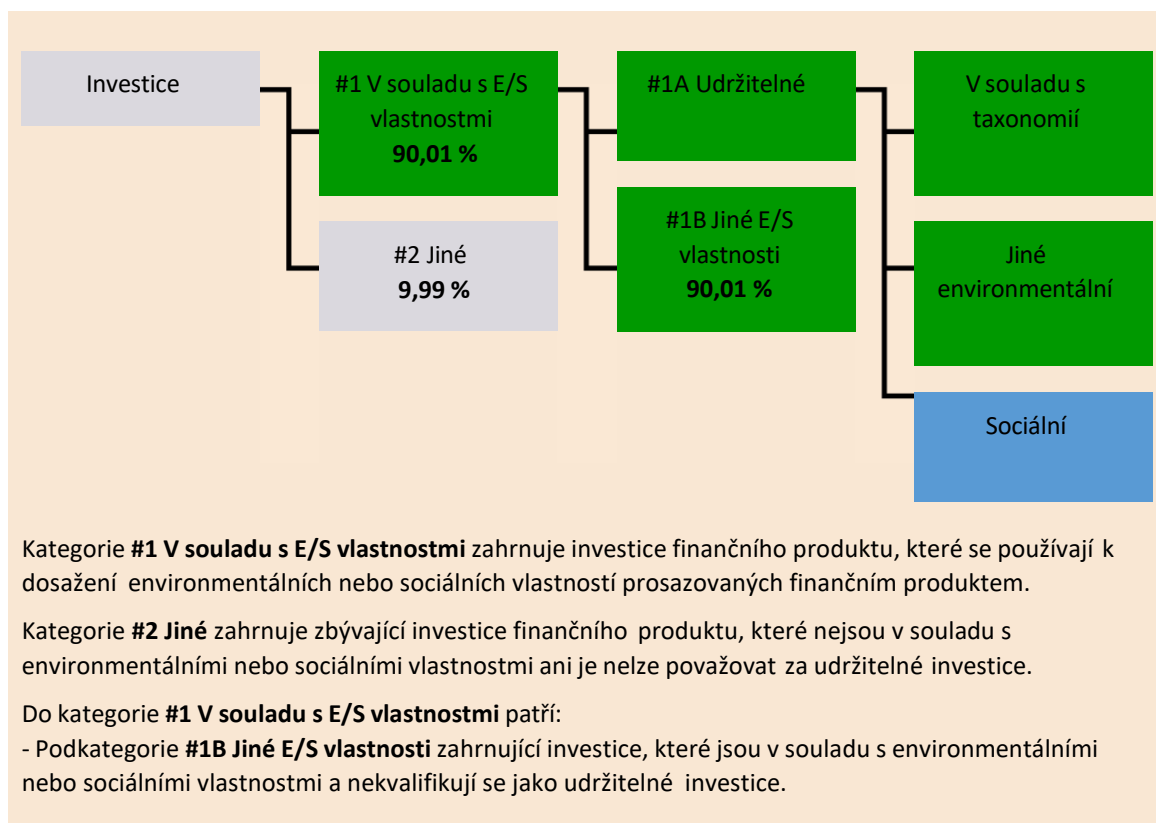 Investice
#1 V souladu s E/S
vlastnostmi
90,01 %
#2 Jiné
9,99 %
#1A Udržitelné
#1B Jiné E/S
vlastnosti
90,01 %
V souladu s
taxonomií
Jiné
environmentální
Sociální
Kategorie #1 V souladu s E/S vlastnostmi zahrnuje investice finančního produktu, které se používají k
dosažení environmentálních nebo sociálních vlastností prosazovaných finančním produktem.
Kategorie #2 Jiné zahrnuje zbývající investice finančního produktu, které nejsou v souladu s
environmentálními nebo sociálními vlastnostmi ani je nelze považovat za udržitelné investice.
Do kategorie #1 V souladu s E/S vlastnostmi patří:
- Podkategorie #1B Jiné E/S vlastnosti zahrnující investice, které jsou v souladu s environmentálními
nebo sociálními vlastnostmi a nekvalifikují se jako udržitelné investice.